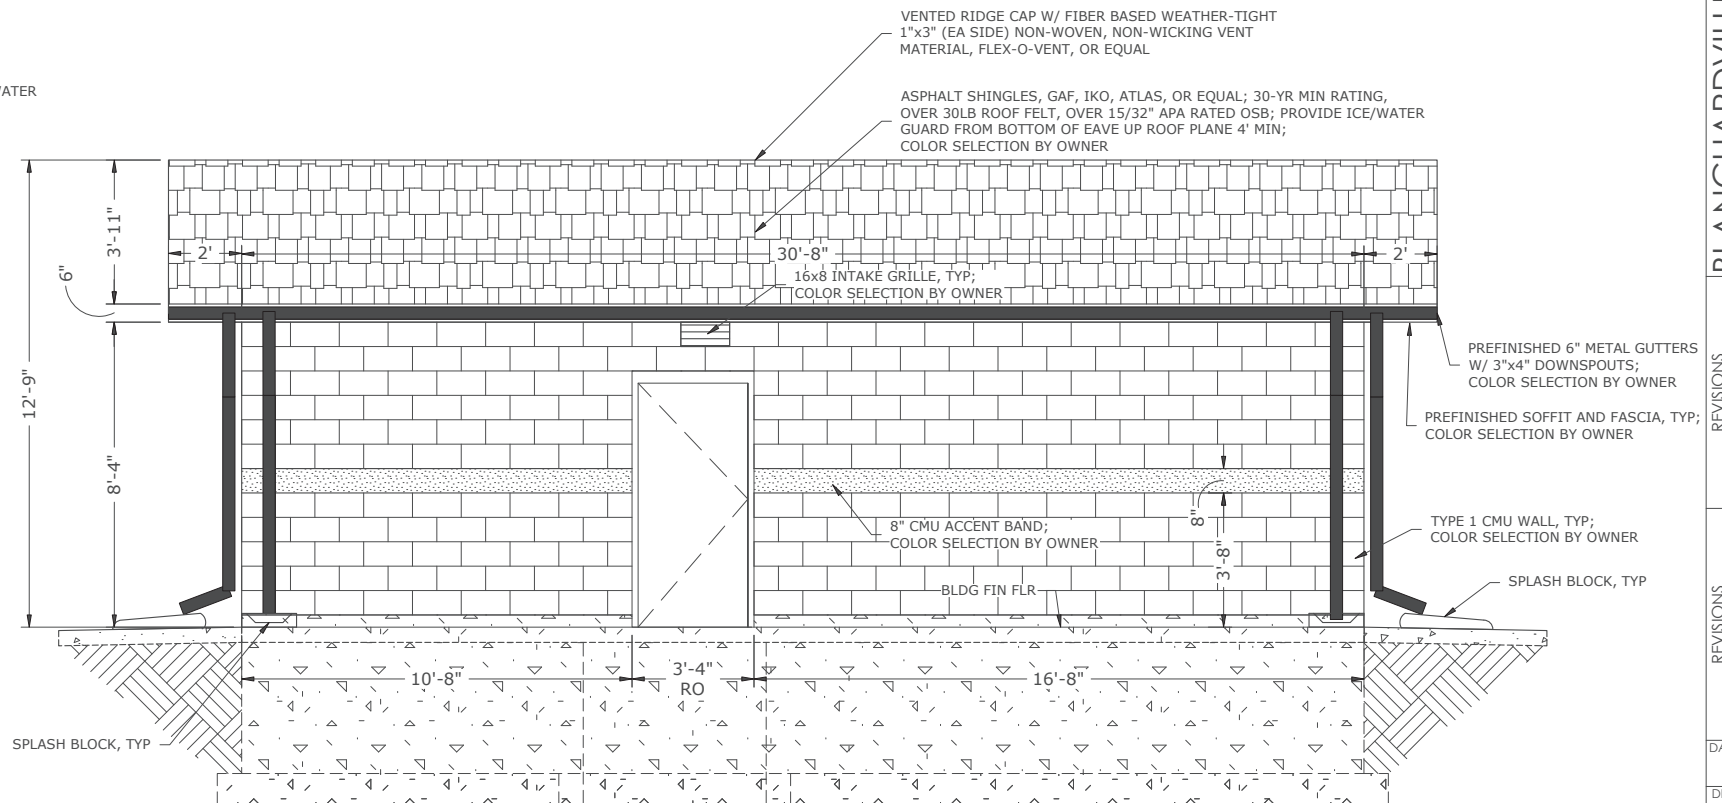 VENTED RIDGE CAP W/ FIBER BASED WEATHER-TIGHT
1"x3" (EA SIDE) NON-WOVEN, NON-WICKING VENT
MATERIAL, FLEX-O-VENT, OR EQUAL
ASPHALT SHINGLES, GAF, IKO, ATLAS, OR EQUAL; 30-YR MIN RATING,
OVER 30LB ROOF FELT, OVER 15/32" APA RATED OSB; PROVIDE ICE/WATER
GUARD FROM BOTTOM OF EAVE UP ROOF PLANE 4' MIN;
COLOR SELECTION BY OWNER
12'-9"
3'-11"
6"
8'-4"
2'
30'-8"
2'
16x8 INTAKE GRILLE, TYP;
COLOR SELECTION BY OWNER
PREFINISHED 6" METAL GUTTERS
W/ 3"x4" DOWNSPOUTS;
COLOR SELECTION BY OWNER
PREFINISHED SOFFIT AND FASCIA, TYP;
COLOR SELECTION BY OWNER
8" CMU ACCENT BAND;
COLOR SELECTION BY OWNER
8"
3'-8"
TYPE 1 CMU WALL, TYP;
COLOR SELECTION BY OWNER
BLDG FIN FLR
SPLASH BLOCK, TYP
10'-8"
3'-4"
RO
16'-8"
SPLASH BLOCK, TYP
REVISIONS
REVISIONS